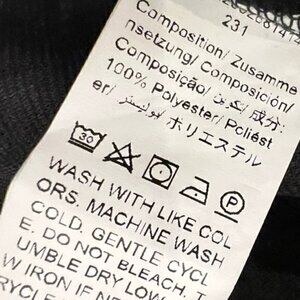 231
Composition/ Zusamme
nsetzung/ Composición/
Composição/ 成分:
100% Polyester/ Poliést
er/ بوليستر/ ポリエステル
30
P
WASH WITH LIKE COL
ORS. MACHINE WASH
COLD. GENTLE CYCL
E. DO NOT BLEACH. T
UMBLE DRY LOW
W IRON IF NE
RYCLE